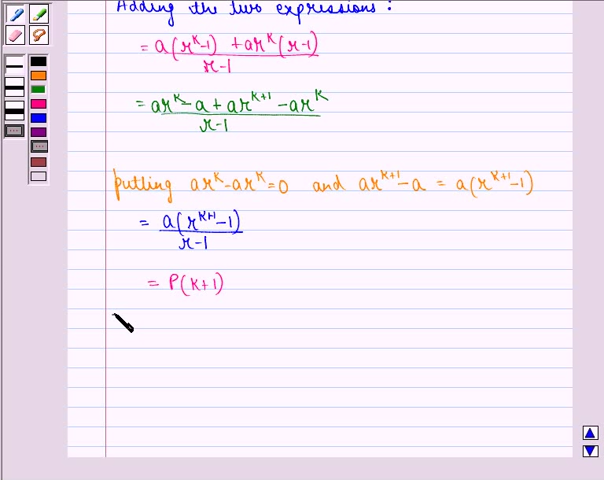 Adding the two expressions :
= a(r^k-1) + ar^k(r-1) / r-1
= ar^k - a + ar^(k+1) - ar^k / r-1
putting ar^k - ar^k = 0 and ar^(k+1) - a = a(r^(k+1) - 1)
= a(r^(k+1) - 1) / r-1
= P(k+1)